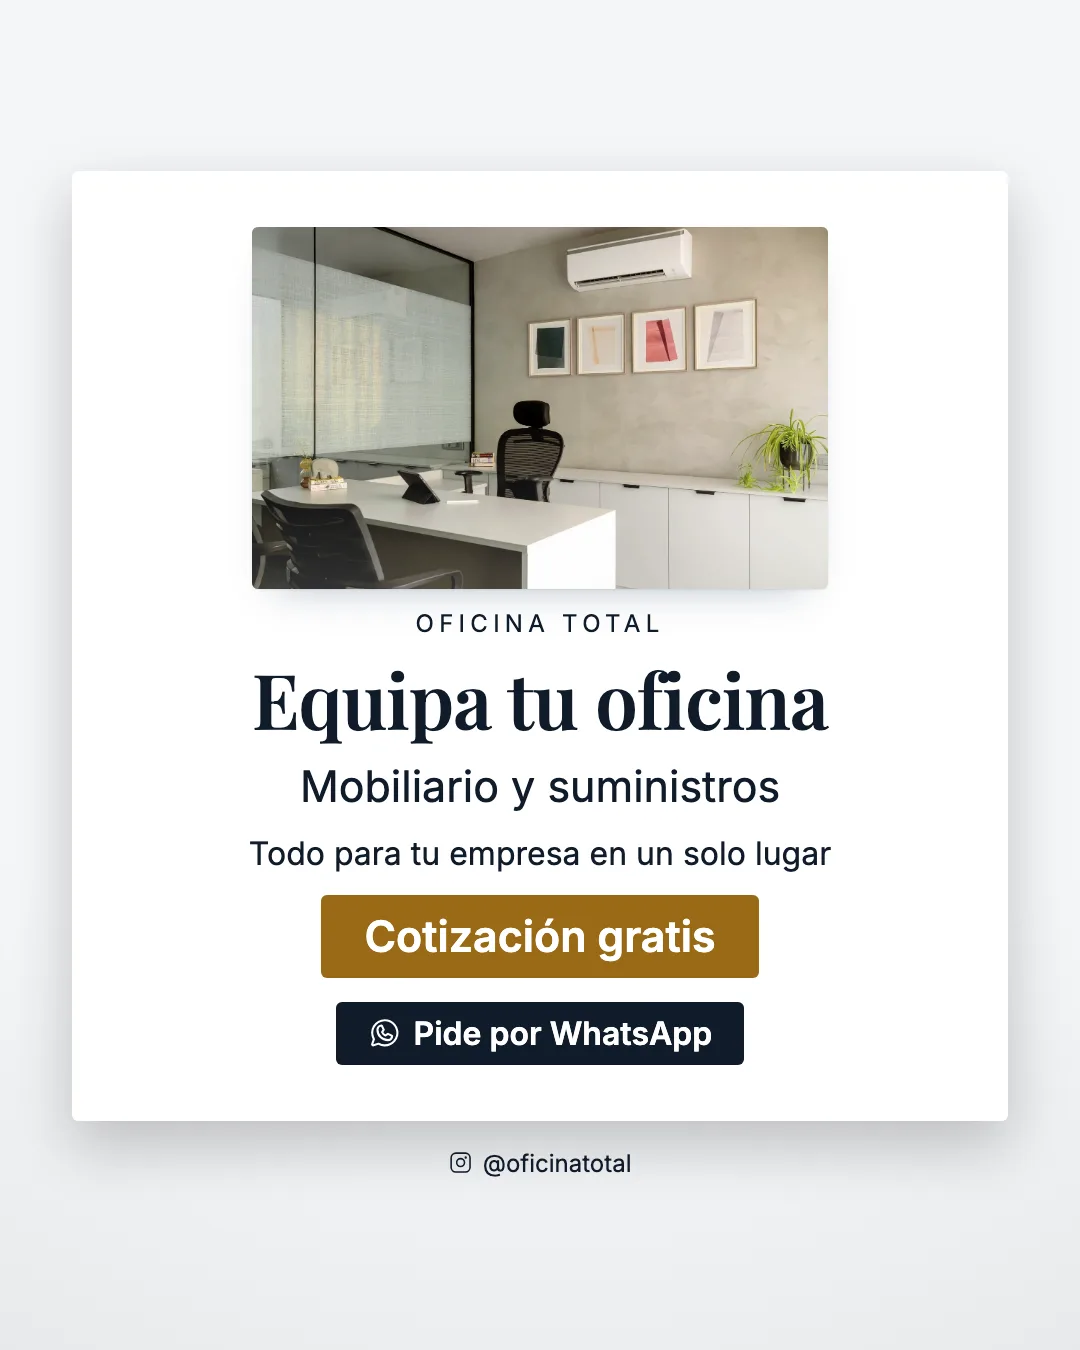 OFICINA TOTAL
Equipa tu oficina
Mobiliario y suministros
Todo para tu empresa en un solo lugar
Cotización gratis
Pide por WhatsApp
@oficinatotal